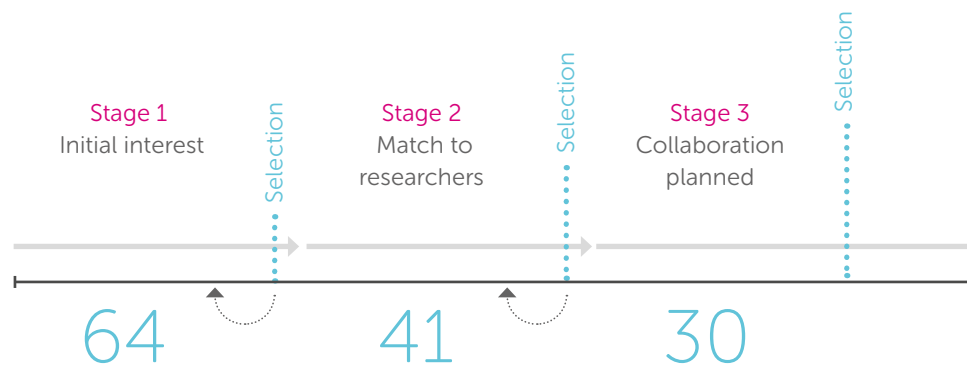 Stage 1
Initial interest
Selection
Stage 2
Match to
researchers
Selection
Stage 3
Collaboration
planned
Selection
64
41
30